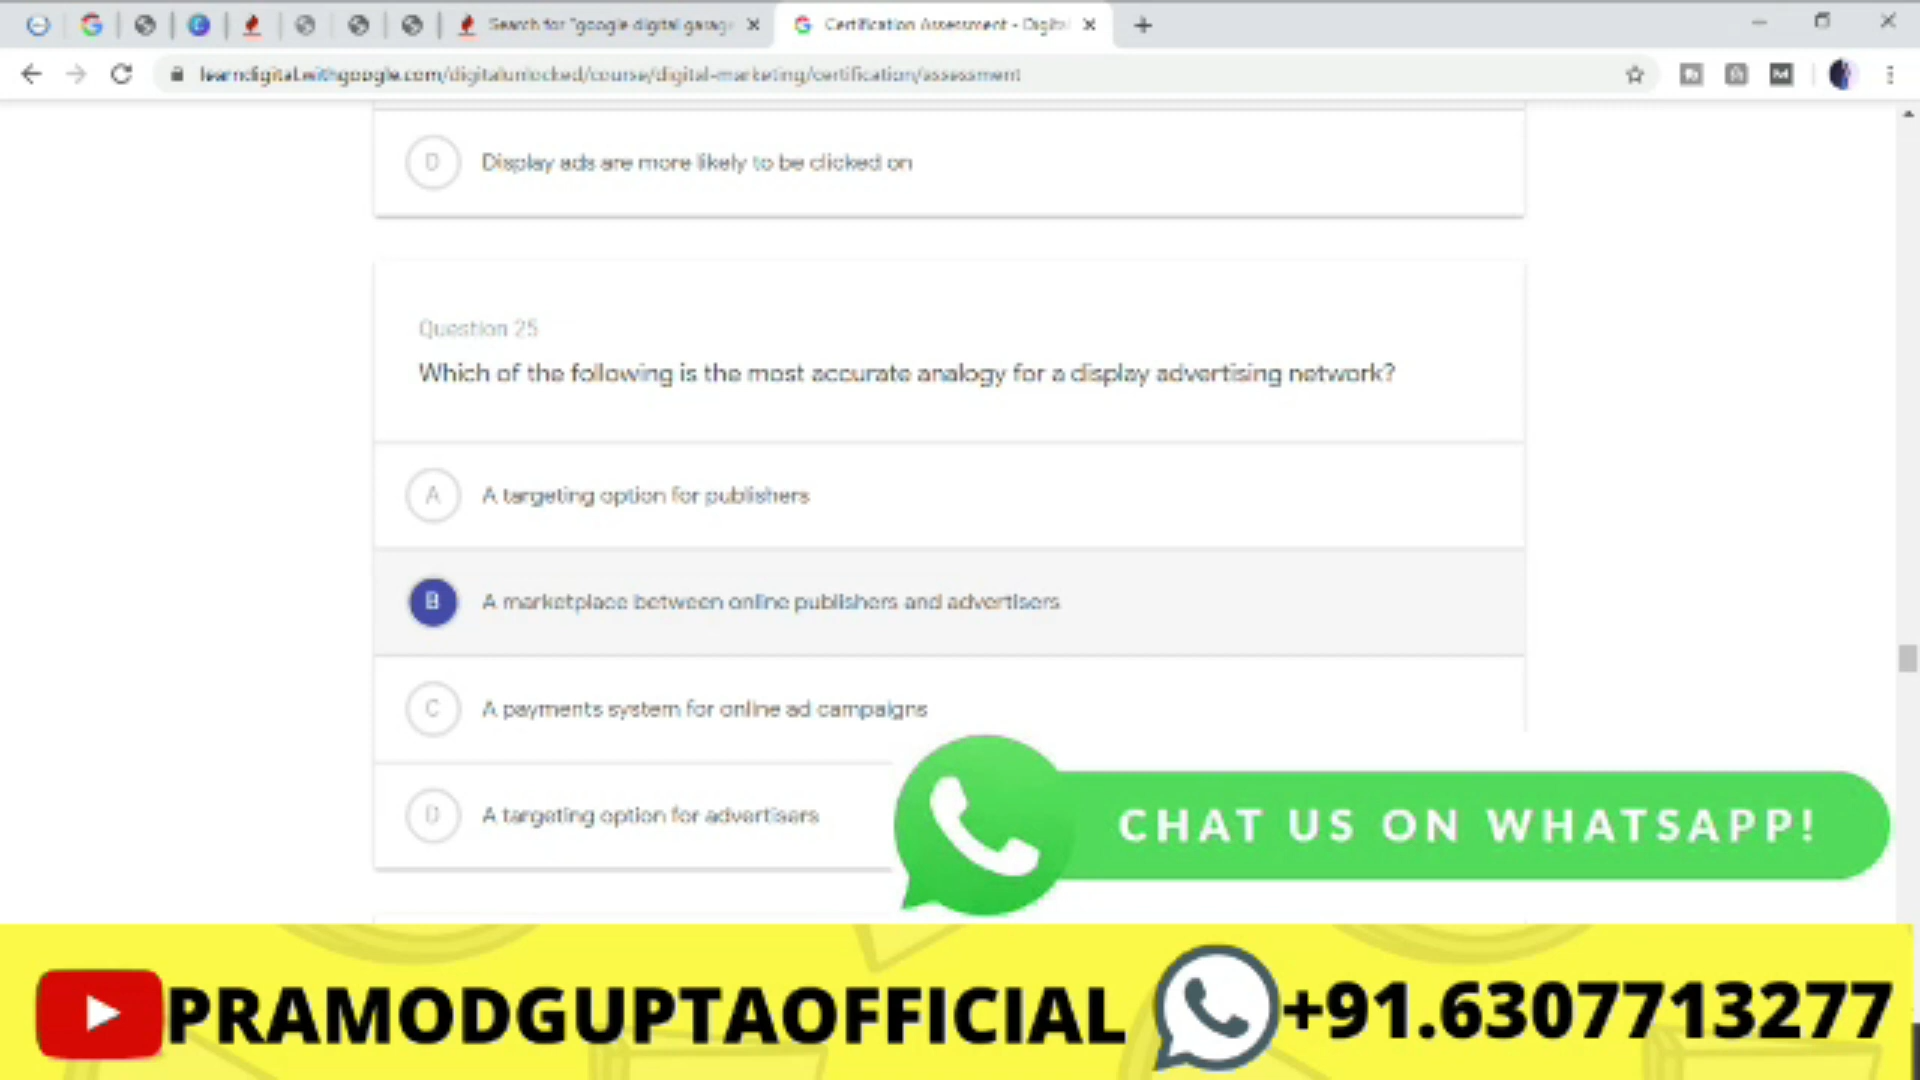 Search for "google digital garage
Certification Assessment - Digital
learndigital.withgoogle.com/digitalunlocked/course/digital-marketing/certification/assessment
D Display ads are more likely to be clicked on
Question 25
Which of the following is the most accurate analogy for a display advertising network?
A A targeting option for publishers
B A marketplace between online publishers and advertisers
C A payments system for online ad campaigns
D A targeting option for advertisers
CHAT US ON WHATSAPP!
PRAMODGUPTAOFFICIAL +91.6307713277